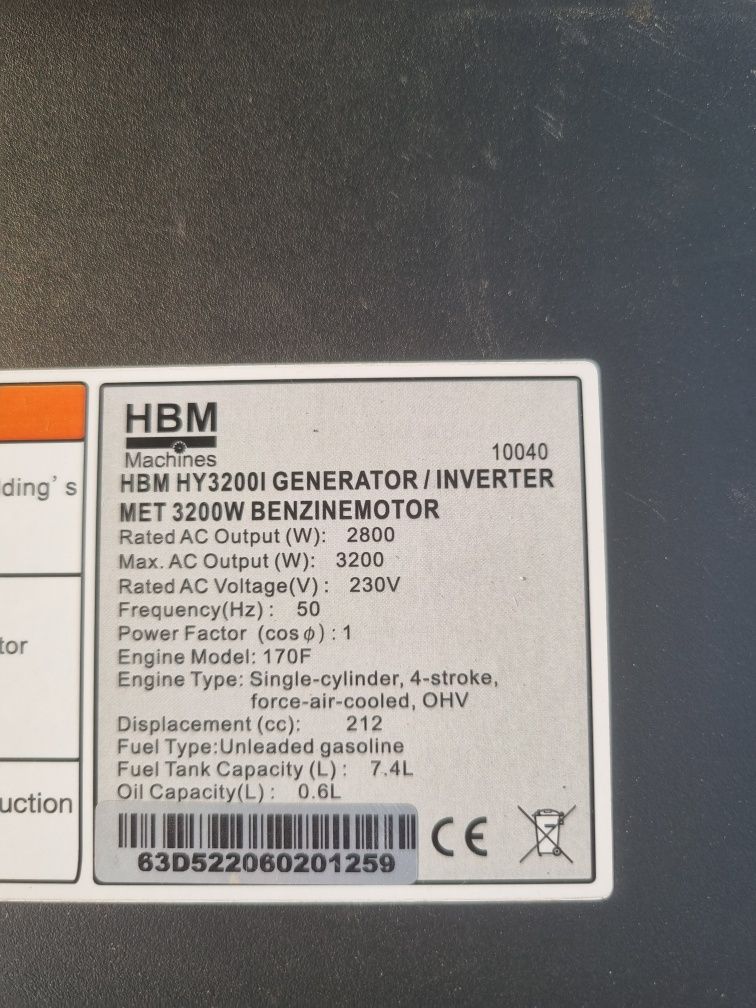 ding's
tor
uction
HBM
Machines
10040
HBM HY3200I GENERATOR / INVERTER
MET 3200W BENZINEMOTOR
Rated AC Output (W): 2800
Max. AC Output (W): 3200
Rated AC Voltage(V): 230V
Frequency(Hz): 50
Power Factor (cosϕ): 1
Engine Model: 170F
Engine Type: Single-cylinder, 4-stroke,
force-air-cooled, OHV
Displacement (cc): 212
Fuel Type:Unleaded gasoline
Fuel Tank Capacity (L): 7.4L
Oil Capacity(L): 0.6L
63D522060201259
CE